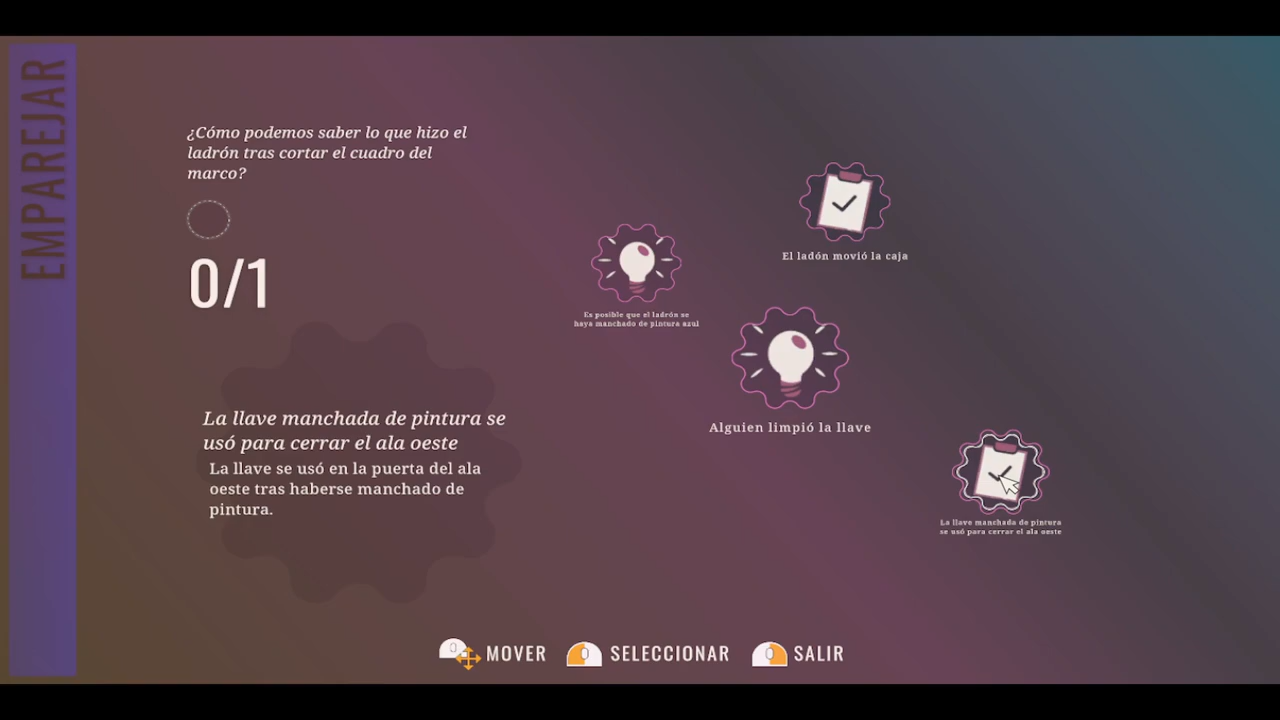 EMPAREJAR
¿Cómo podemos saber lo que hizo el
ladrón tras cortar el cuadro del
marco?
0/1
La llave manchada de pintura se
usó para cerrar el ala oeste
La llave se usó en la puerta del ala
oeste tras haberse manchado de
pintura.
El ladón movió la caja
Es posible que el ladrón se
haya manchado de pintura azul
Alguien limpió la llave
La llave manchada de pintura
se usó para cerrar el ala oeste
MOVER SELECCIONAR SALIR